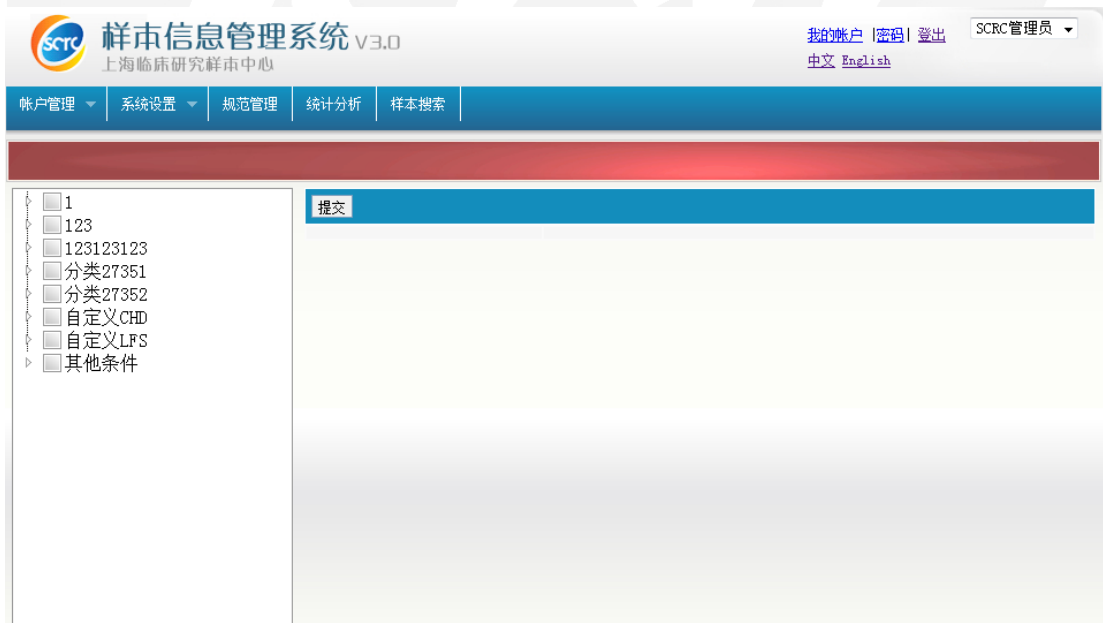 scrc 样本信息管理系统 V3.0
上海临床研究样本中心
我的帐户 |密码| 登出 SCRC管理员
中文 English
帐户管理 系统设置 规范管理 统计分析 样本搜索
提交
1
123
123123123
分类27351
分类27352
自定义CHD
自定义LFS
其他条件